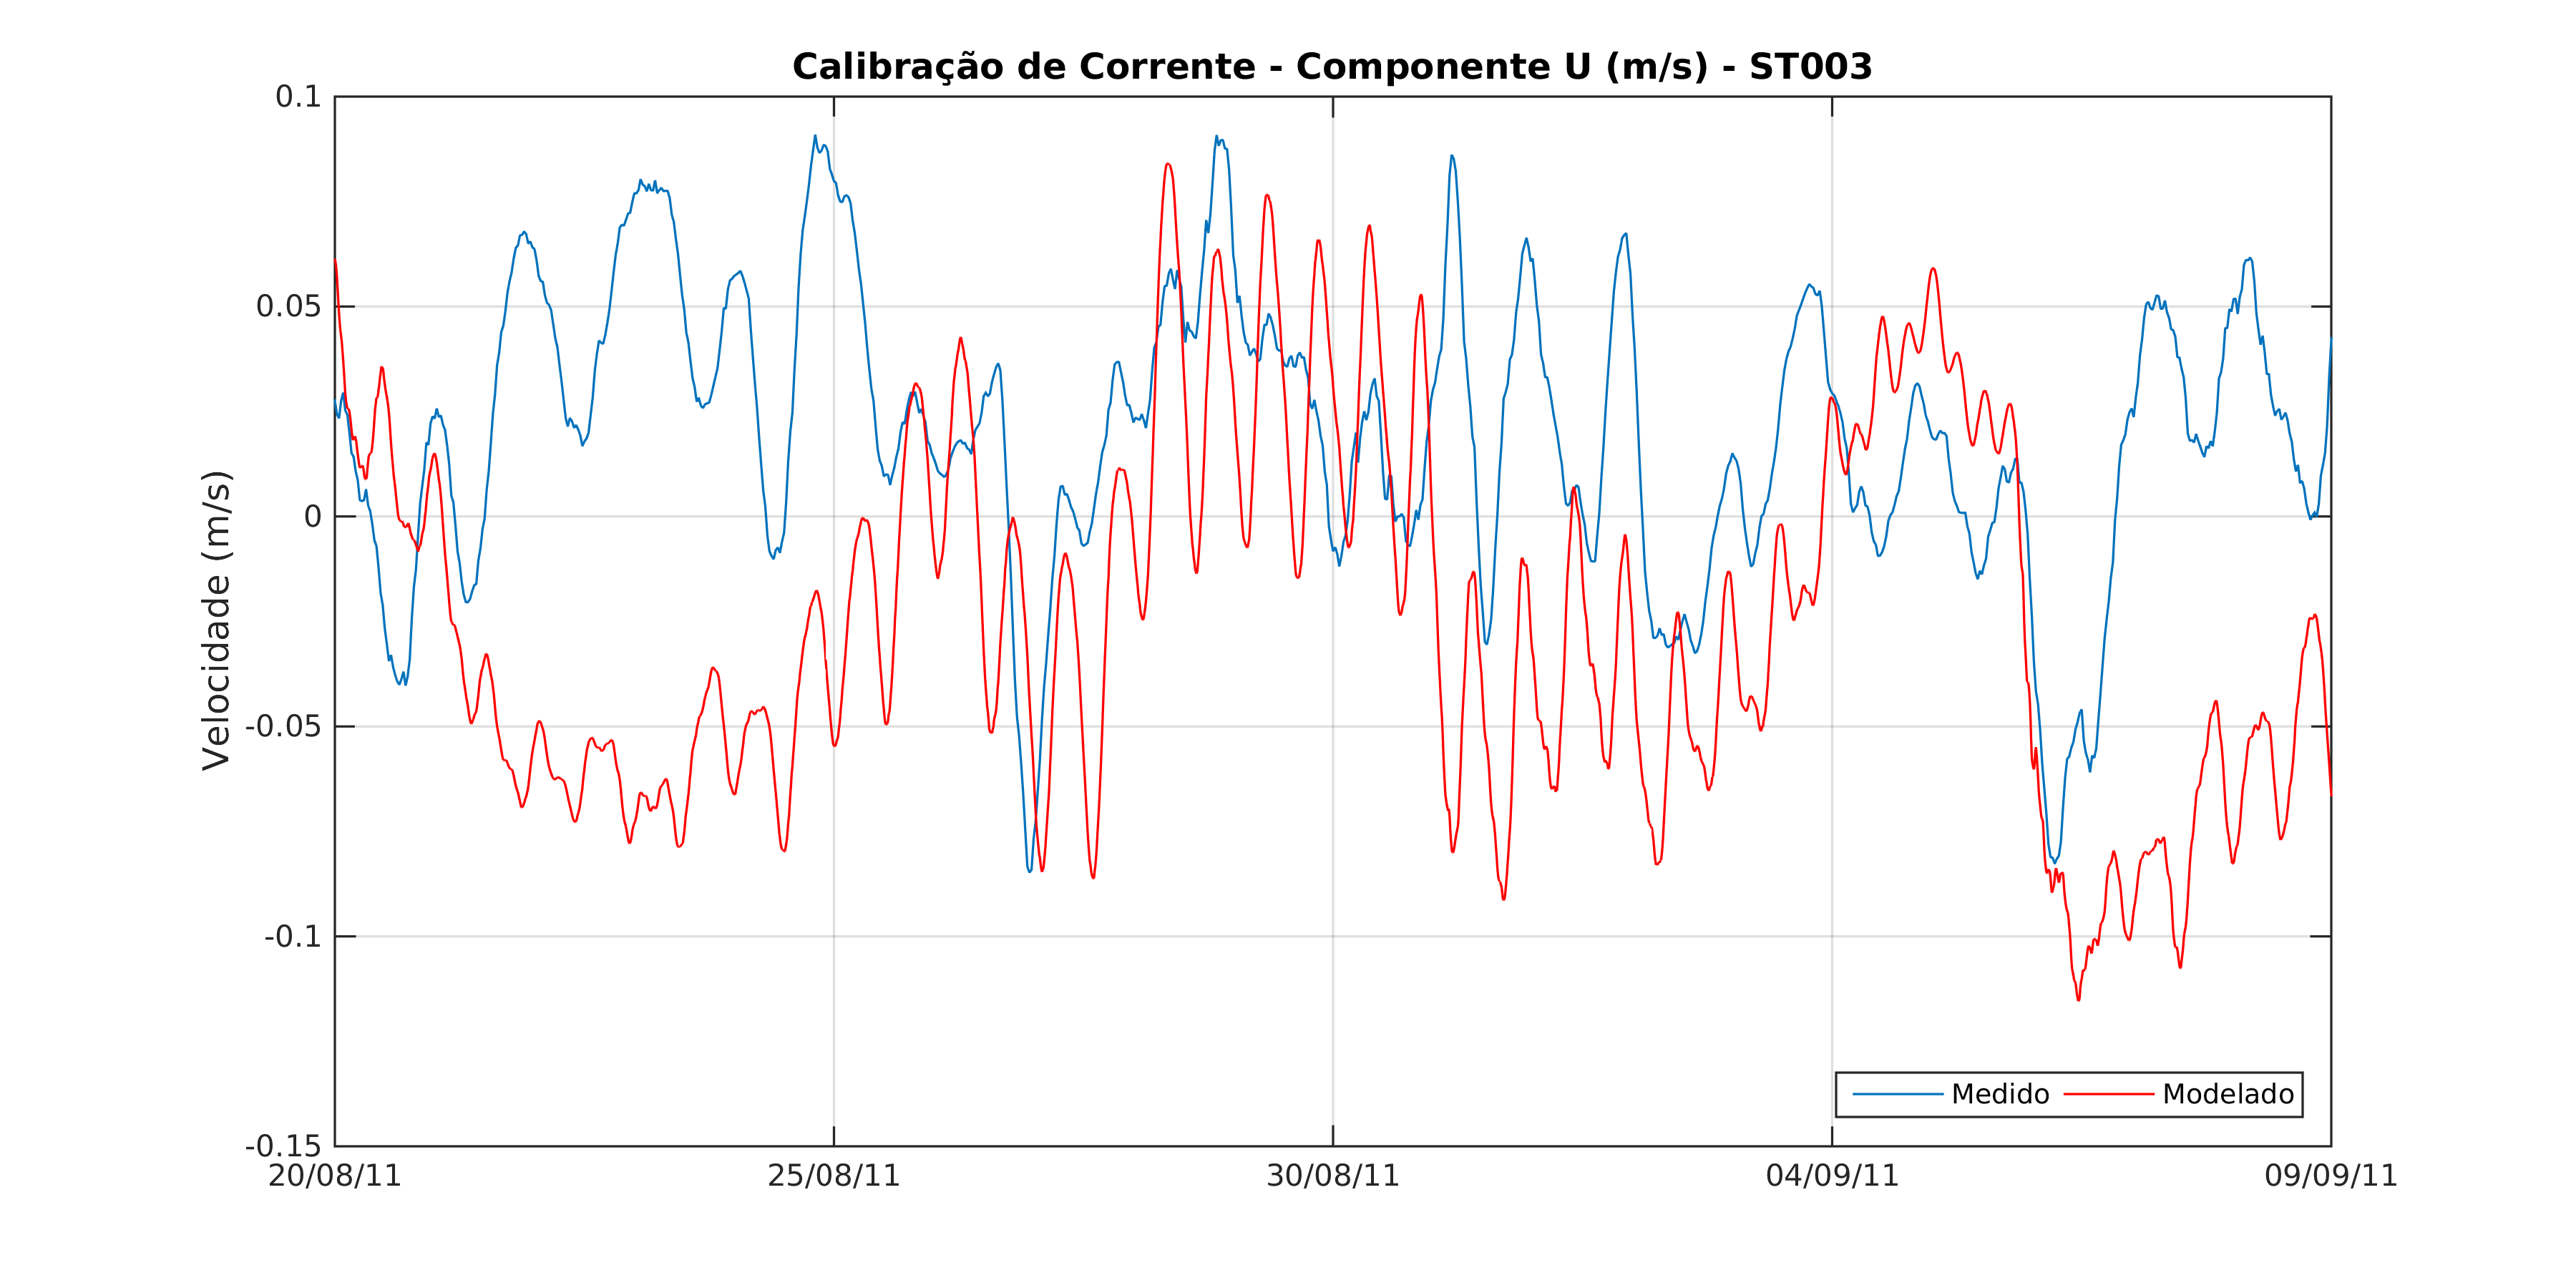 Calibração de Corrente - Componente U (m/s) - ST003
0.1
0.05
0
-0.05
-0.1
-0.15
Velocidade (m/s)
20/08/11
25/08/11
30/08/11
04/09/11
09/09/11
Medido
Modelado